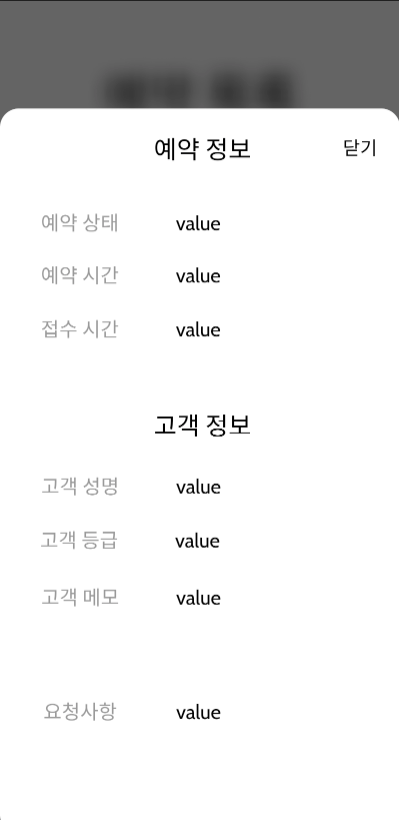 예약 정보 닫기
예약 상태 value
예약 시간 value
접수 시간 value
고객 정보
고객 성명 value
고객 등급 value
고객 메모 value
요청사항 value